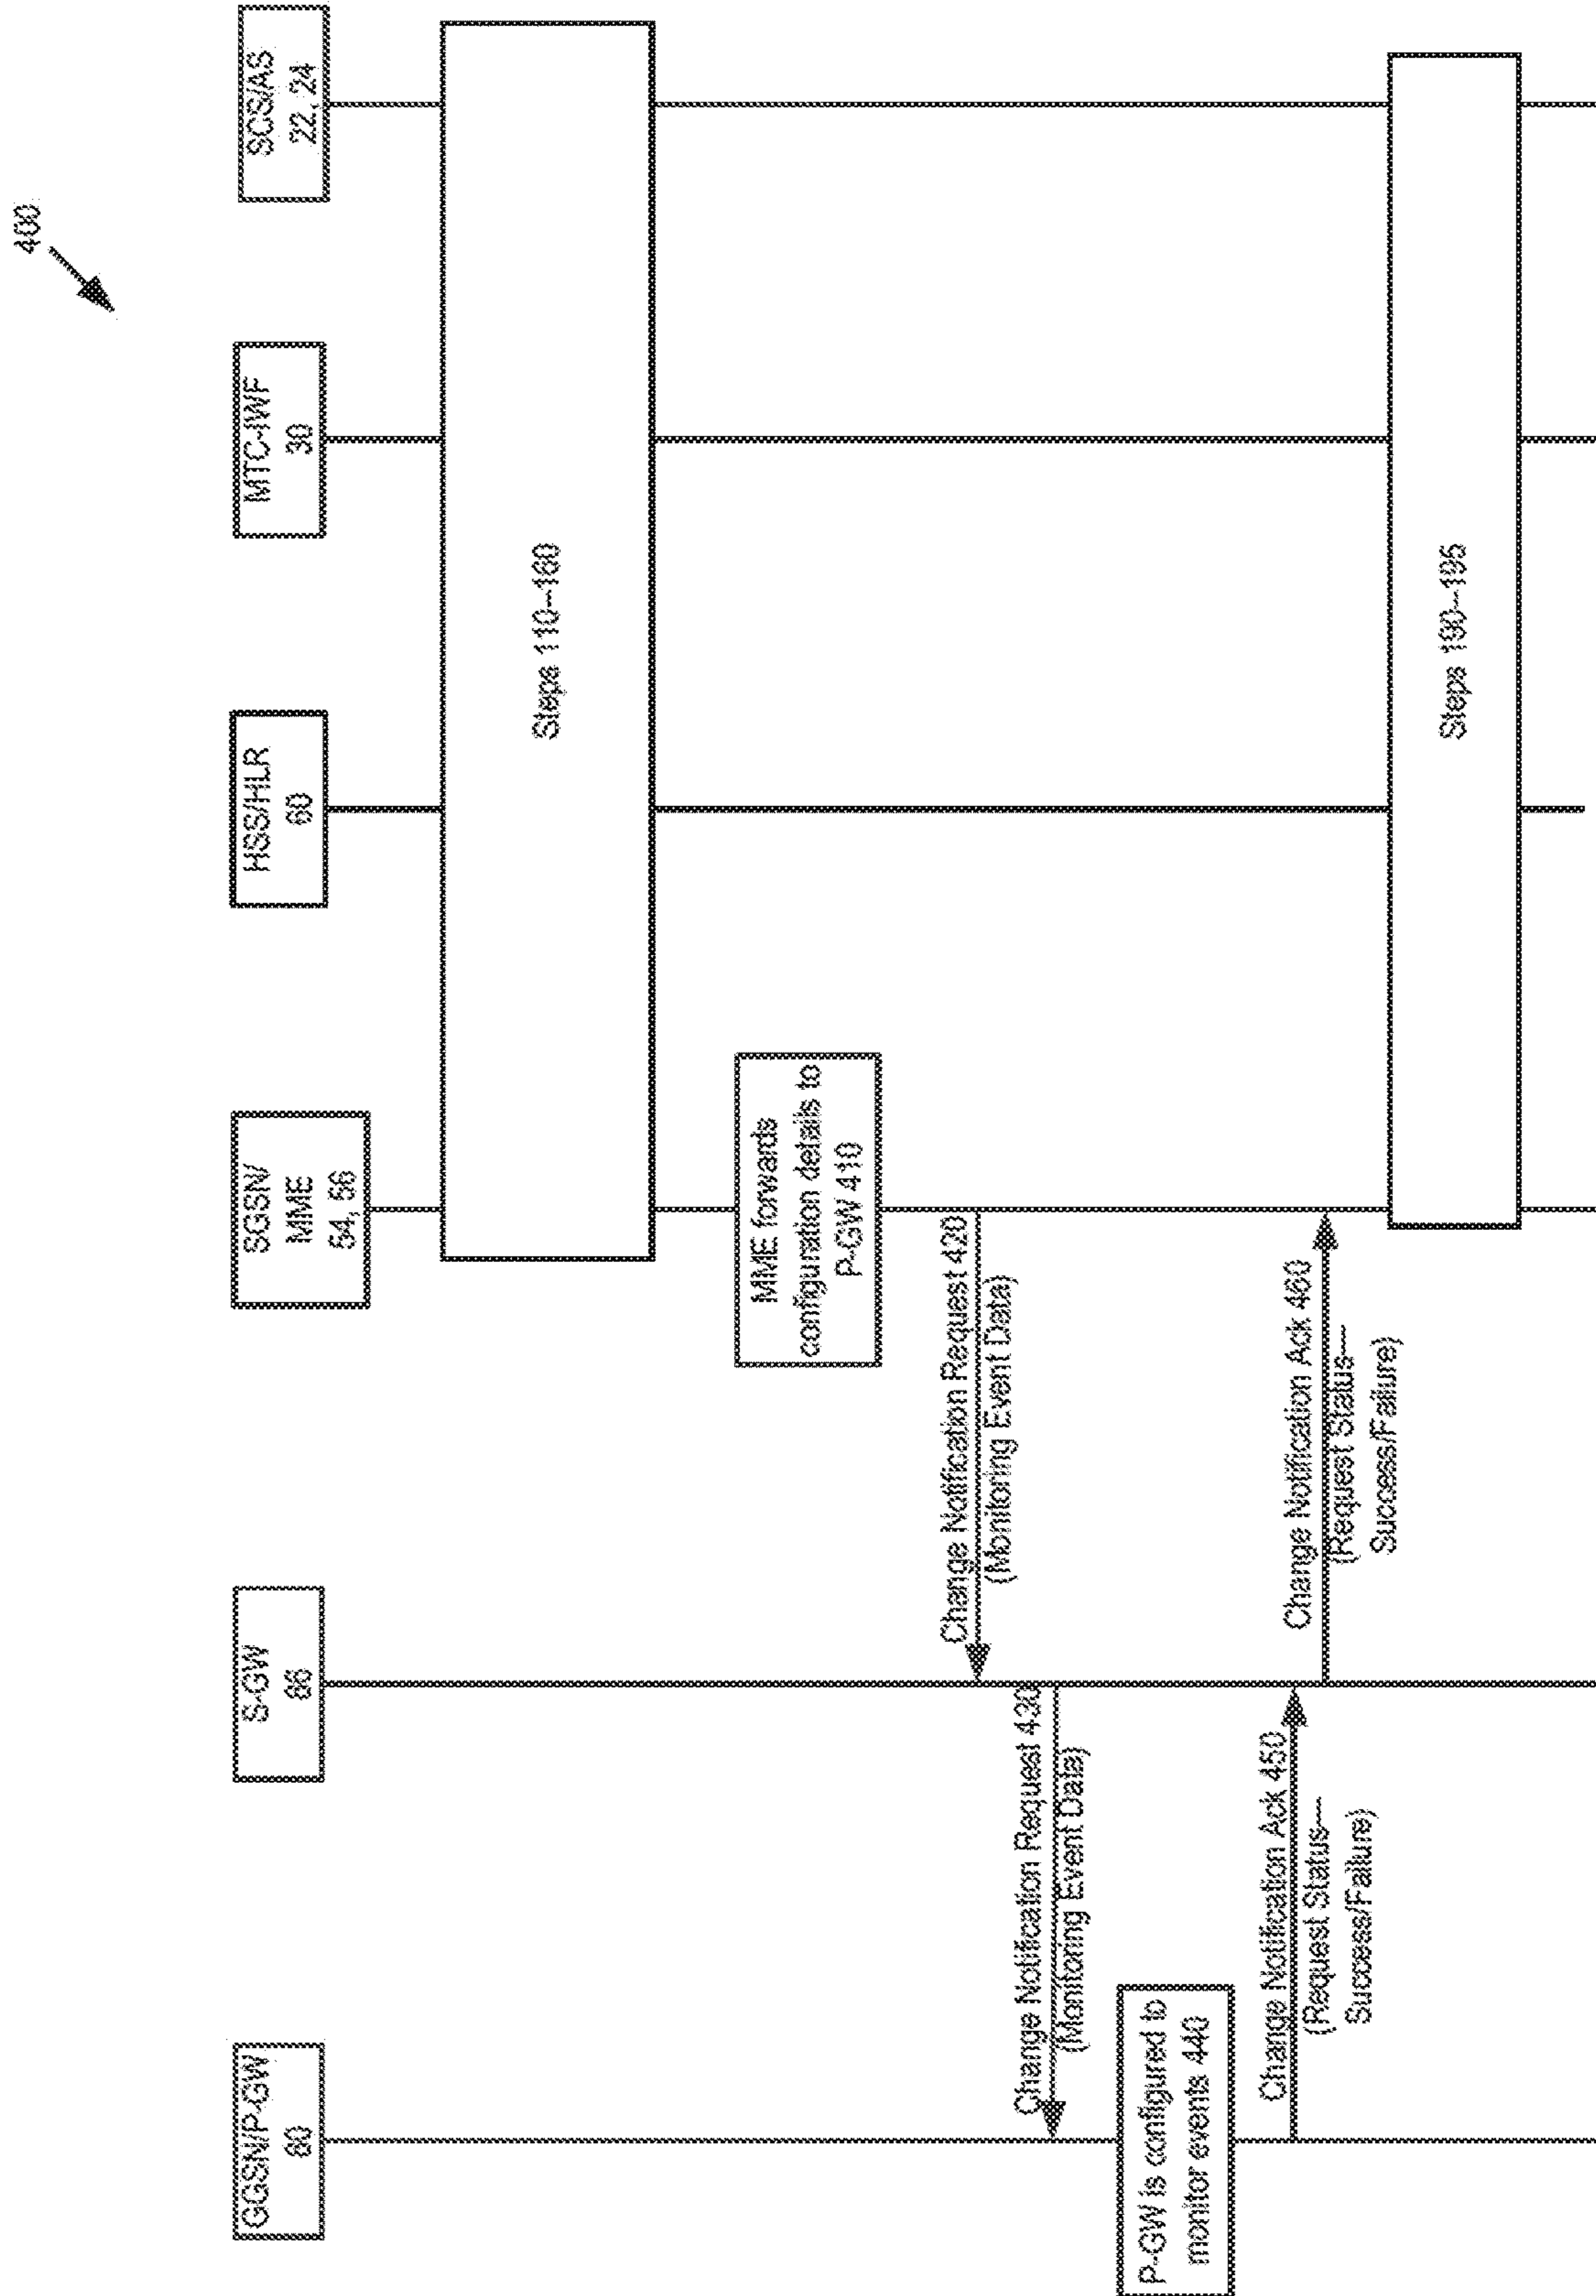 400
GGSN/P-GW
80
S-GW
86
SGSN/
MME
54, 56
HSS/HLR
60
MTC-IWF
30
SCS/AS
22, 24
Steps 110–160
MME forwards
configuration details to
P-GW 410
Change Notification Request 420
(Monitoring Event Data)
Change Notification Request 430
(Monitoring Event Data)
P-GW is configured to
monitor events 440
Change Notification Ack 450
(Request Status—
Success/Failure)
Change Notification Ack 460
(Request Status—
Success/Failure)
Steps 190–195